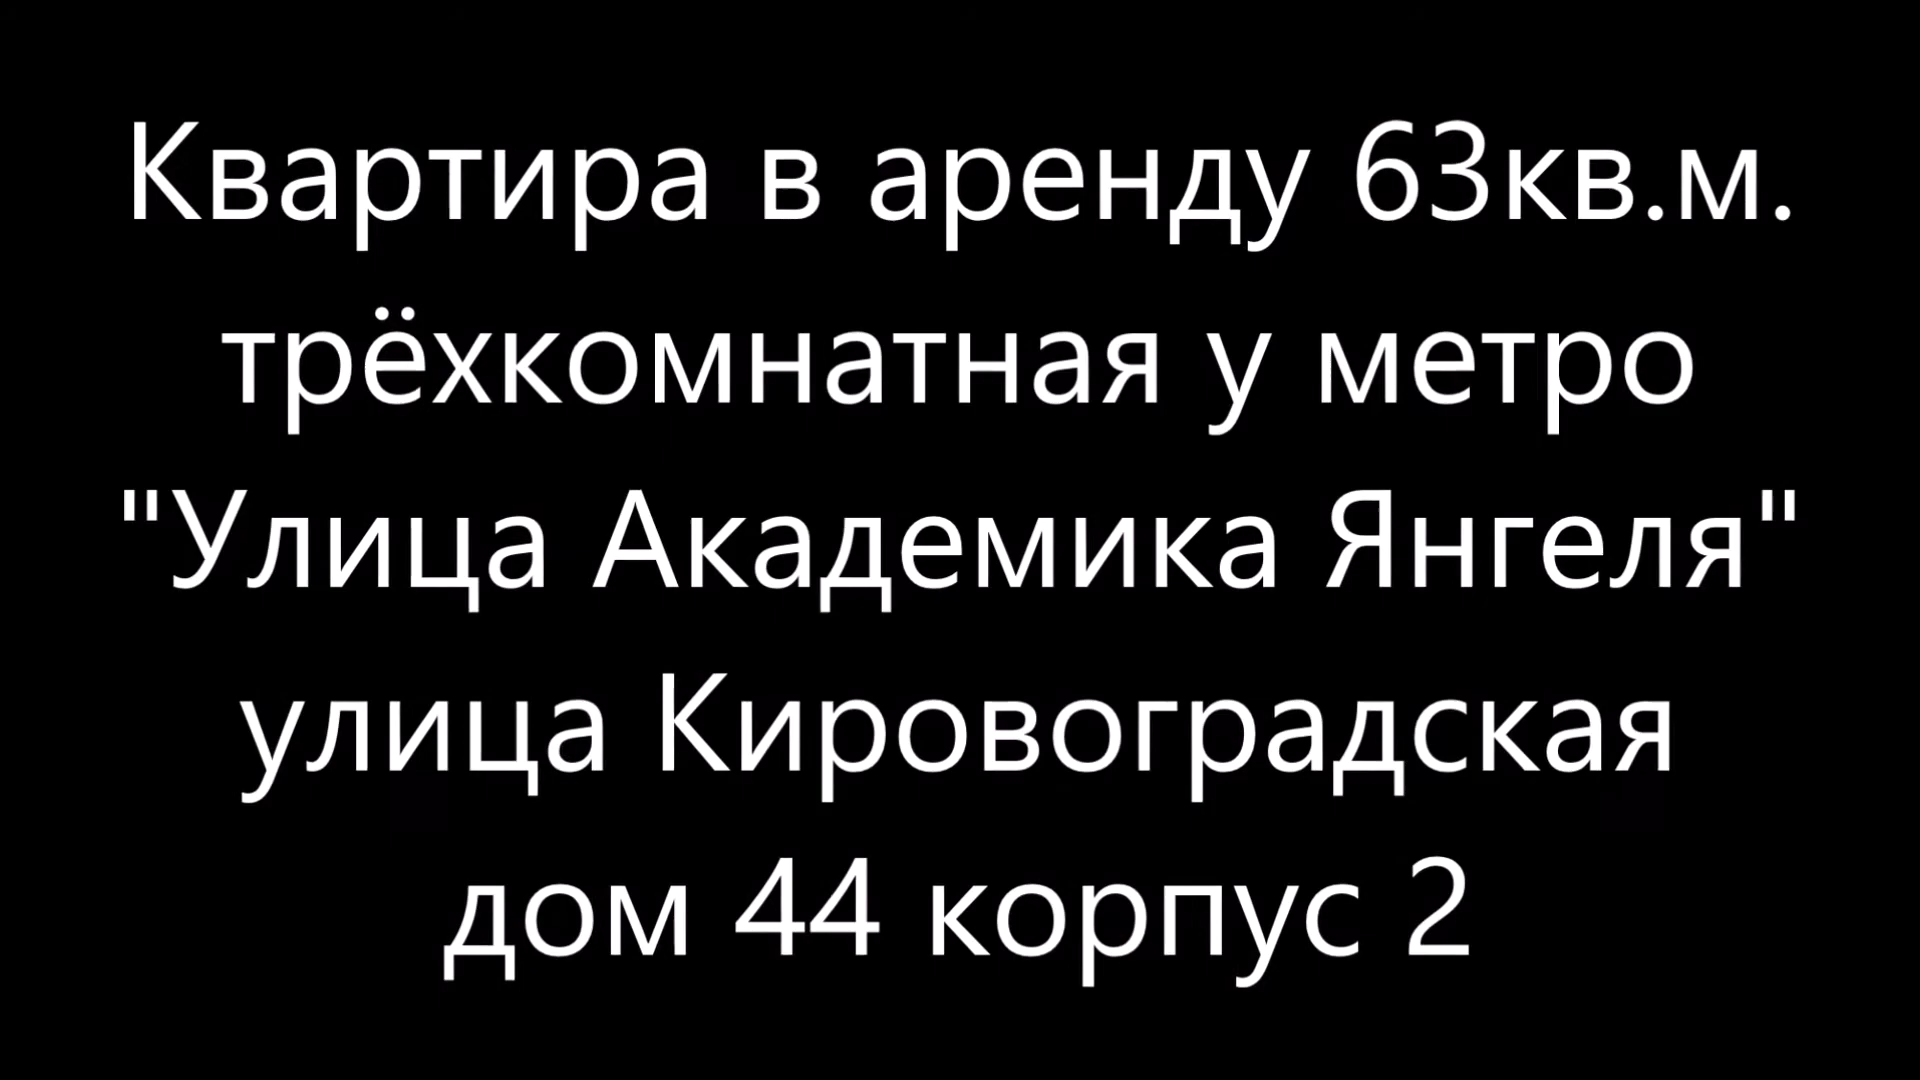 Квартира в аренду 63кв.м.
трёхкомнатная у метро
"Улица Академика Янгеля"
улица Кировоградская
дом 44 корпус 2